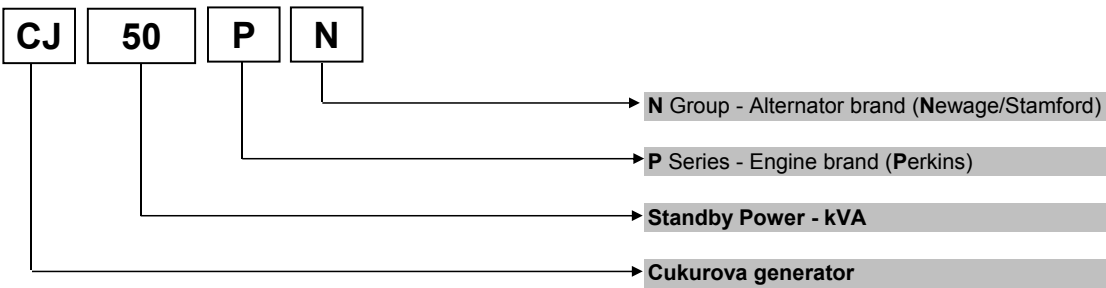 CJ 50 P N
N Group - Alternator brand (Newage/Stamford)
P Series - Engine brand (Perkins)
Standby Power - kVA
Cukurova generator